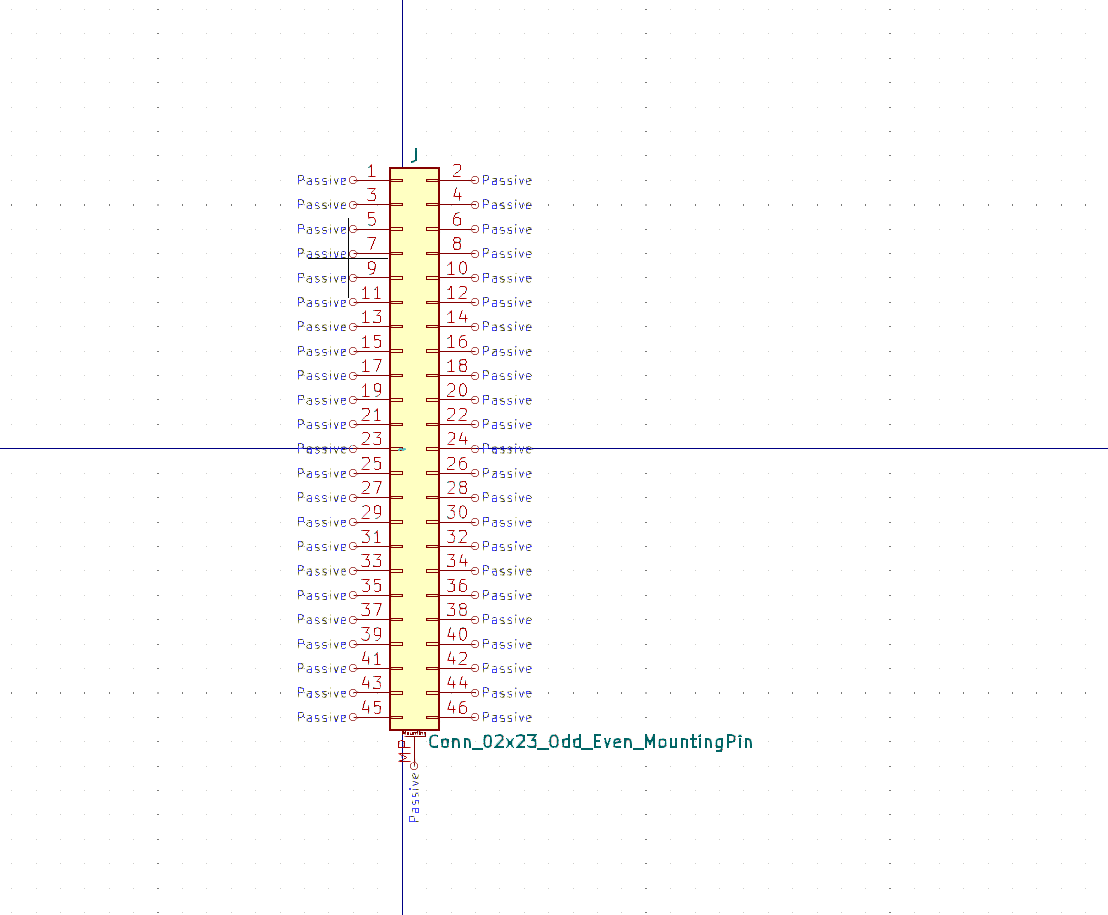 J
Passive 1 2 Passive
Passive 3 4 Passive
Passive 5 6 Passive
Passive 7 8 Passive
Passive 9 10 Passive
Passive 11 12 Passive
Passive 13 14 Passive
Passive 15 16 Passive
Passive 17 18 Passive
Passive 19 20 Passive
Passive 21 22 Passive
Passive 23 24 Passive
Passive 25 26 Passive
Passive 27 28 Passive
Passive 29 30 Passive
Passive 31 32 Passive
Passive 33 34 Passive
Passive 35 36 Passive
Passive 37 38 Passive
Passive 39 40 Passive
Passive 41 42 Passive
Passive 43 44 Passive
Passive 45 46 Passive
Mounting
MP
Conn_02x23_Odd_Even_MountingPin
Passive